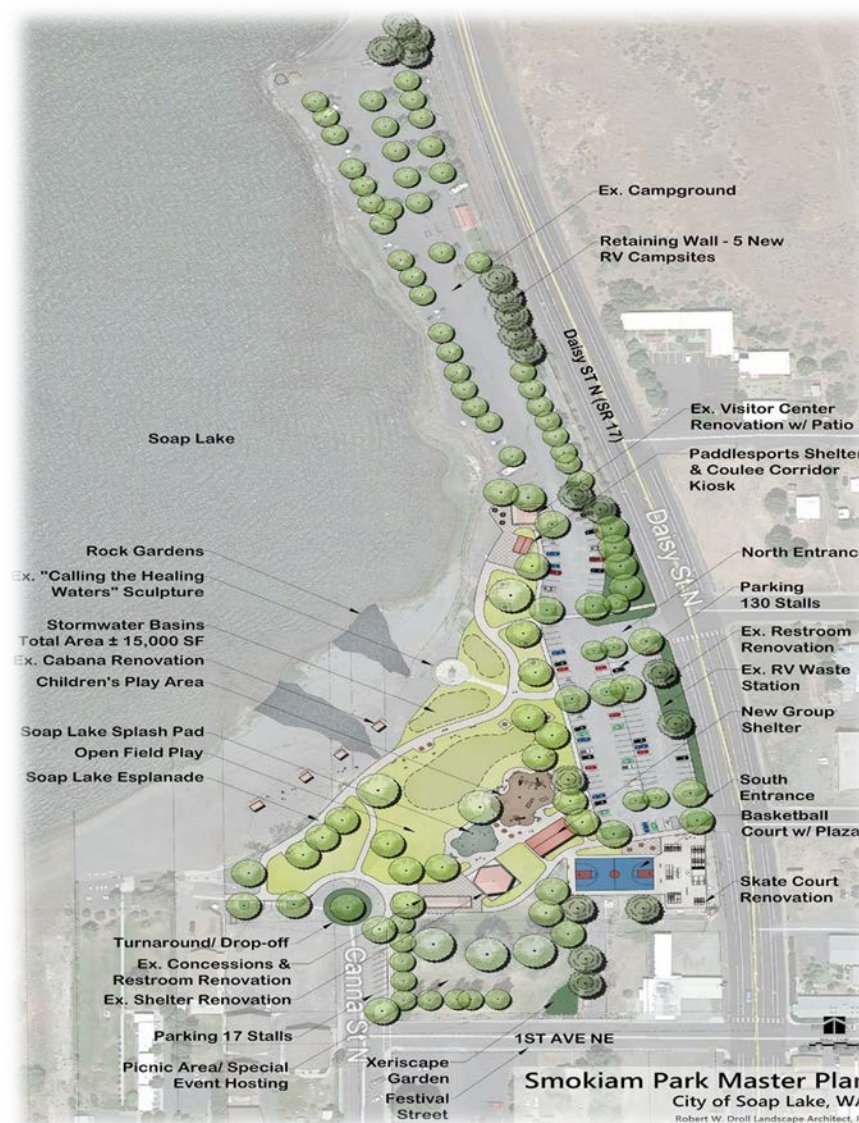 Ex. Campground
Retaining Wall - 5 New
RV Campsites
Daisy ST N (SR 17)
Ex. Visitor Center
Renovation w/ Patio
Soap Lake
Paddlesports Shelter
& Coulee Corridor
Kiosk
Daisy St N
Rock Gardens
Ex. "Calling the Healing
Waters" Sculpture
Stormwater Basins
Total Area ± 15,000 SF
Ex. Cabana Renovation
Children's Play Area
Soap Lake Splash Pad
Open Field Play
Soap Lake Esplanade
North Entranc
Parking
130 Stalls
Ex. Restroom
Renovation
Ex. RV Waste
Station
New Group
Shelter
South
Entrance
Basketball
Court w/ Plaza
Skate Court
Renovation
Turnaround/ Drop-off
Ex. Concessions &
Restroom Renovation
Ex. Shelter Renovation
Canna St N
Parking 17 Stalls
Picnic Area/ Special
Event Hosting
1ST AVE NE
Xeriscape
Garden
Festival
Street
Smokiam Park Master Plan
City of Soap Lake, WA
Robert W. Droll Landscape Architect,